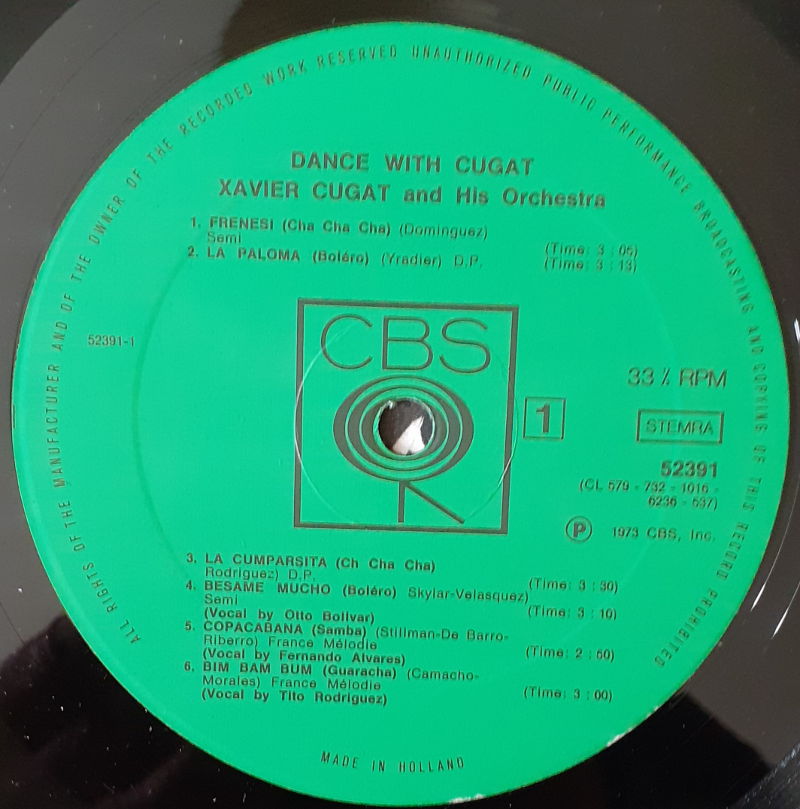 ALL RIGHTS OF THE MANUFACTURER AND OF THE OWNER OF THE RECORDED WORK RESERVED UNAUTHORIZED PUBLIC PERFORMANCE BROADCASTING AND COPYING OF THIS RECORD PROHIBITED
DANCE WITH CUGAT
XAVIER CUGAT and His Orchestra
1. FRENESI (Cha Cha Cha) (Dominguez)
Semi (Time: 3 : 05)
2. LA PALOMA (Boléro) (Yradier) D.P. (Time: 3 : 13)
52391-1
CBS
33 ⅓ RPM
1
STEMRA
52391
(CL 579 - 732 - 1016 -
6236 - 537)
Ⓟ 1973 CBS, Inc.
3. LA CUMPARSITA (Ch Cha Cha)
Rodriguez) D.P. (Time: 3 : 30)
4. BESAME MUCHO (Boléro) Skylar-Velasquez)
Semi (Time: 3 : 10)
(Vocal by Otto Bolivar)
5. COPACABANA (Samba) (Stillman-De Barro-
Riberro) France Mélodie (Time: 2 : 50)
(Vocal by Fernando Alvares)
6. BIM BAM BUM (Guaracha) (Camacho-
Morales) France Mélodie (Time: 3 : 00)
(Vocal by Tito Rodriguez)
MADE IN HOLLAND